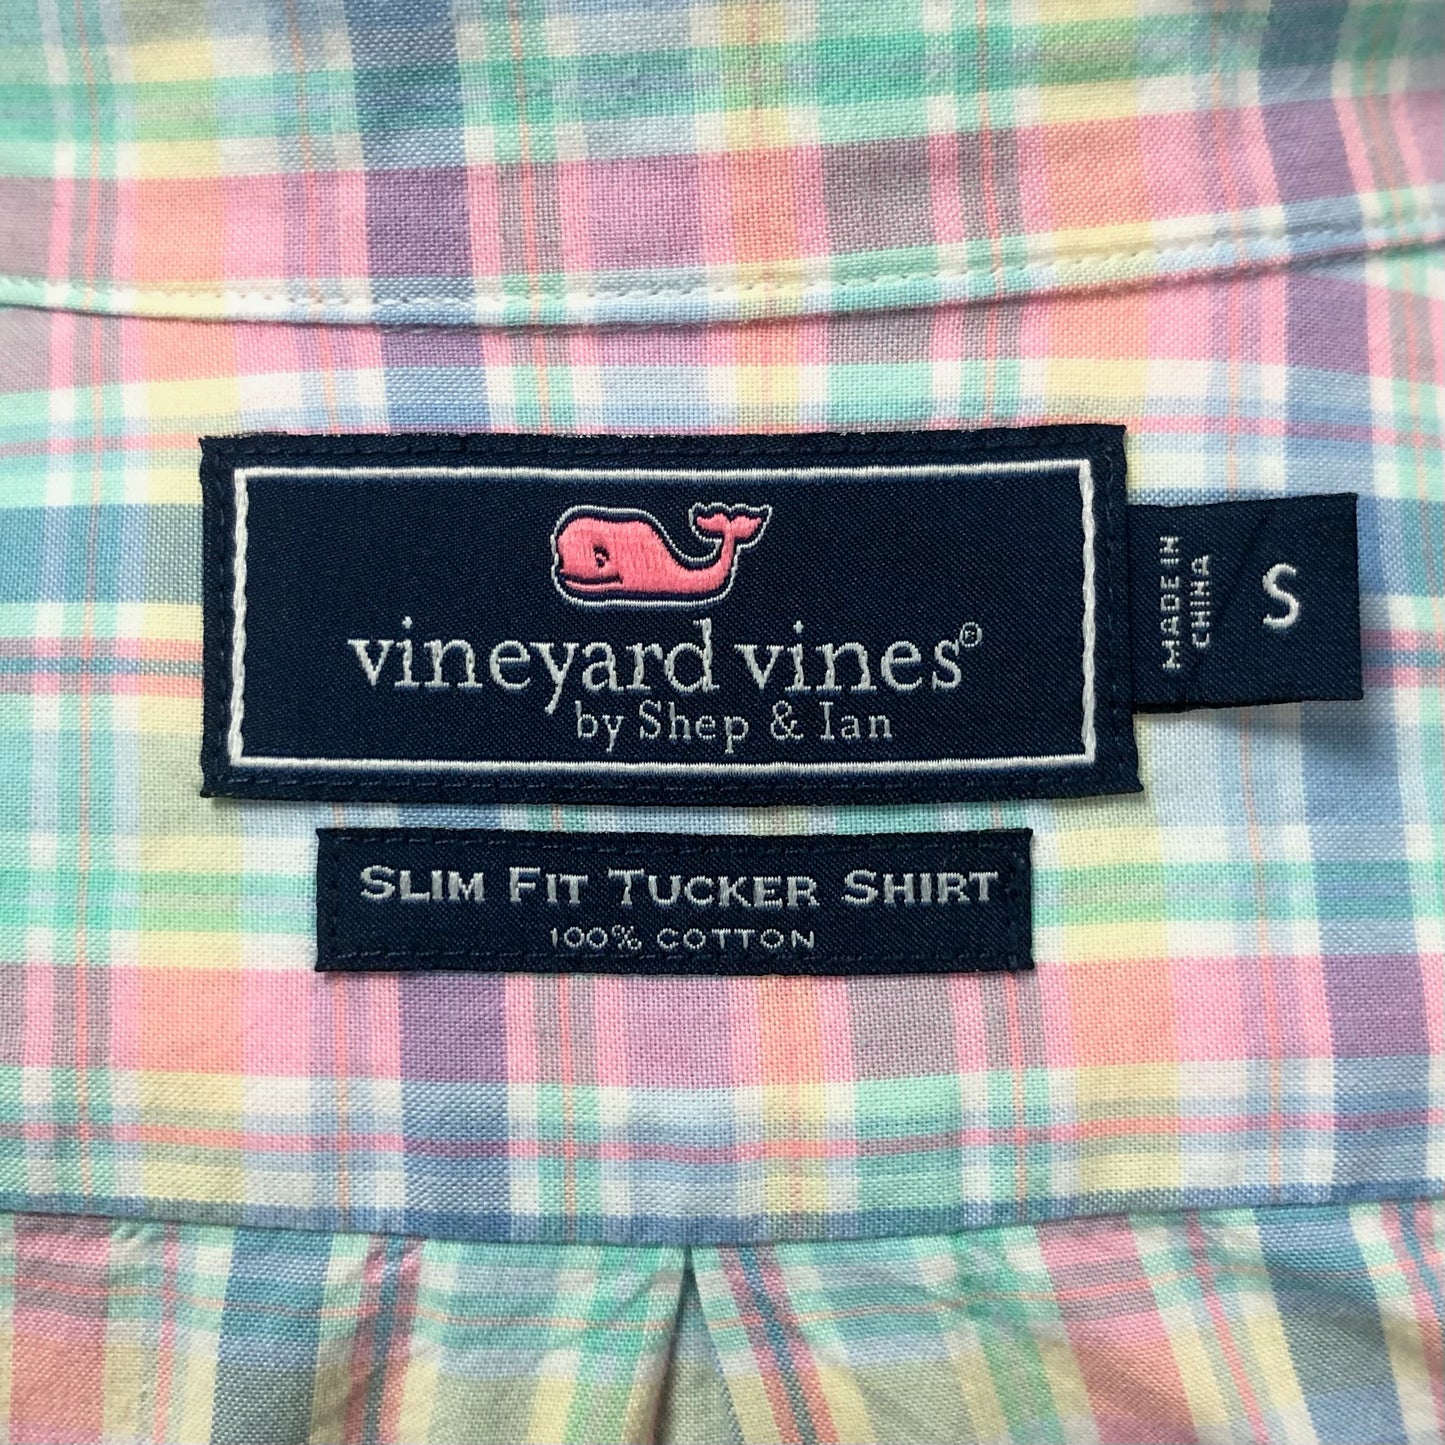 vineyard vines®
by Shep & Ian
MADE IN
CHINA
S
SLIM FIT TUCKER SHIRT
100% COTTON